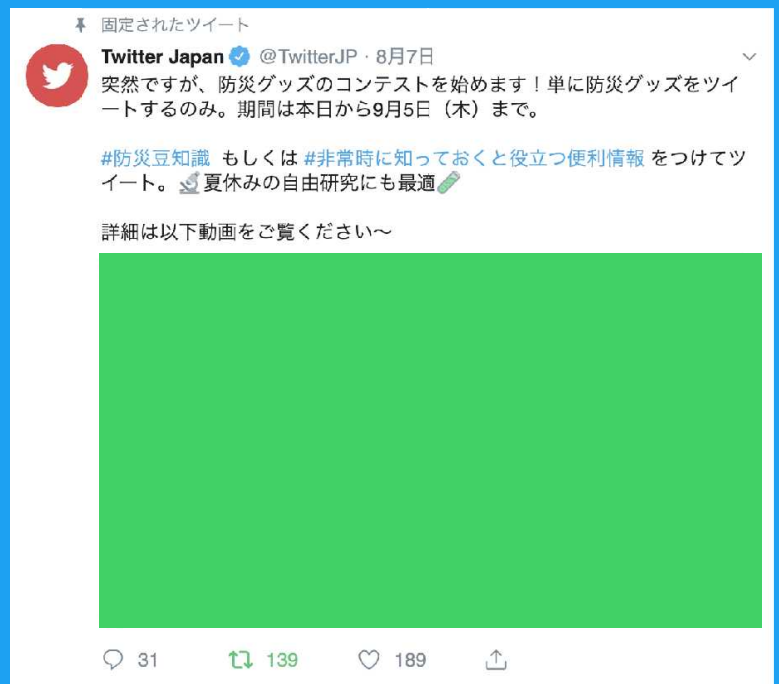 固定されたツイート
Twitter Japan @TwitterJP · 8月7日
突然ですが、防災グッズのコンテストを始めます！単に防災グッズをツイ
ートするのみ。期間は本日から9月5日（木）まで。
#防災豆知識 もしくは #非常時に知っておくと役立つ便利情報 をつけてツ
イート。🔬夏休みの自由研究にも最適🧪
詳細は以下動画をご覧ください〜
31 139 189